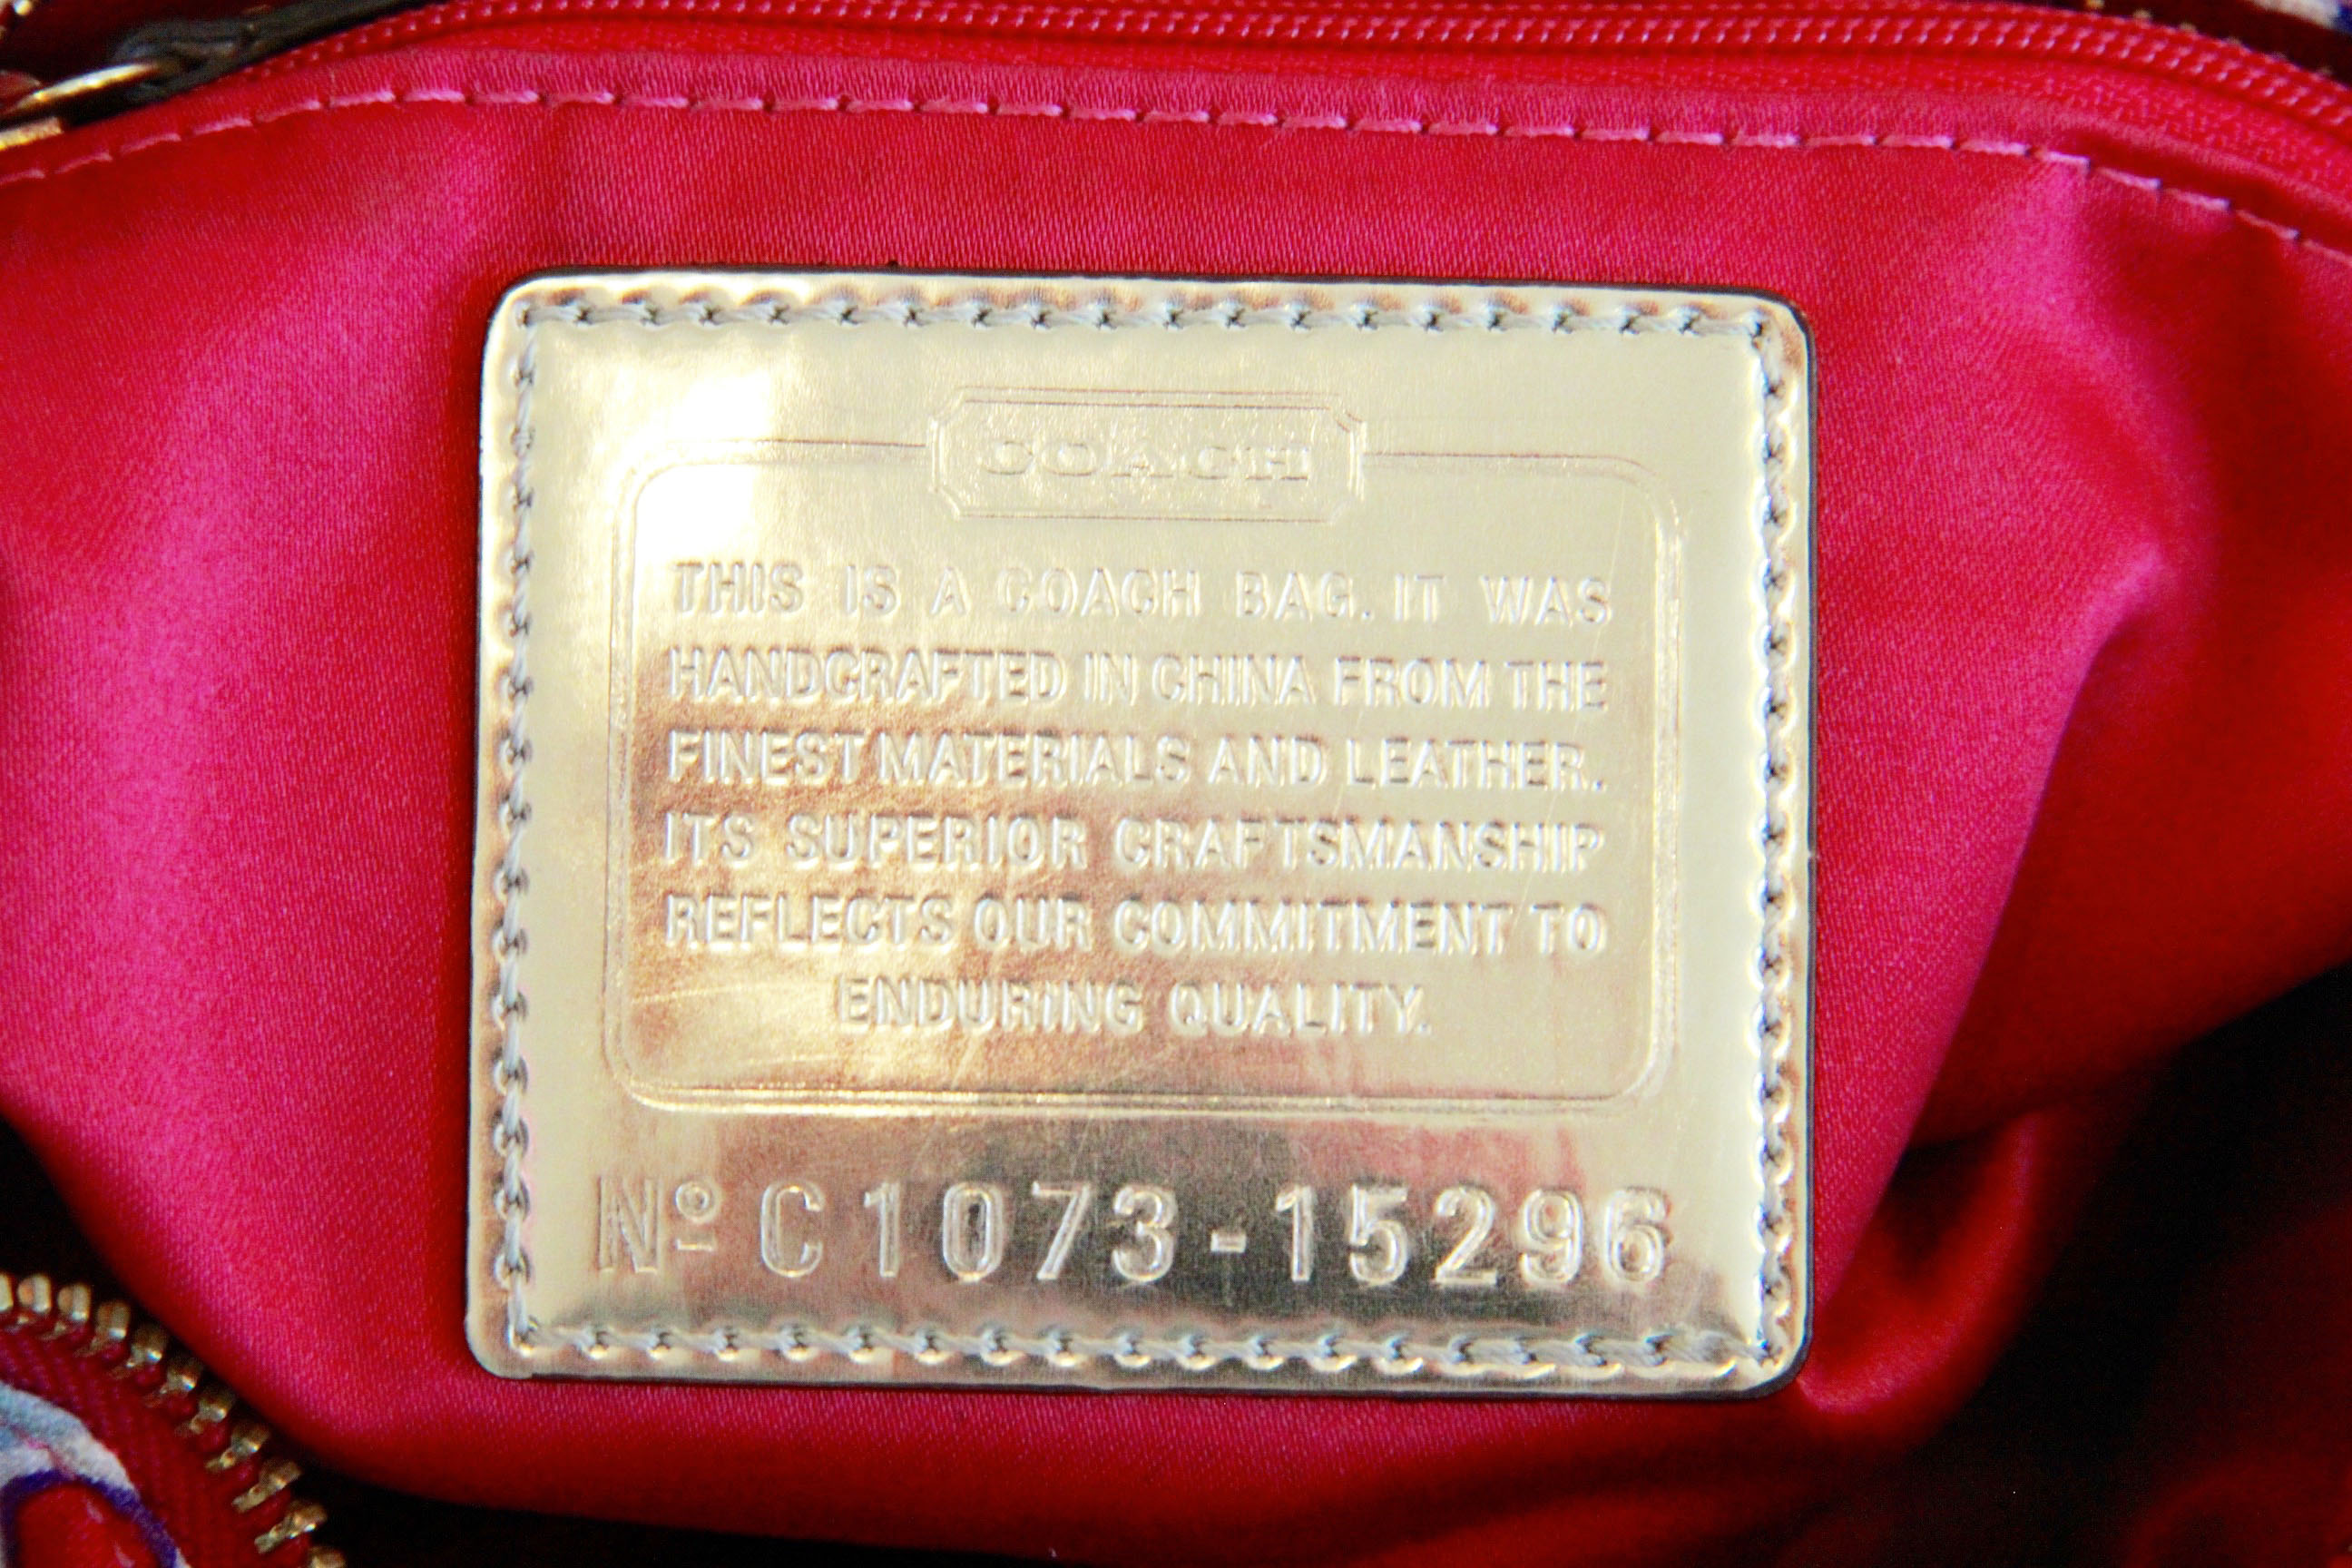 COACH
THIS IS A COACH BAG. IT WAS
HANDCRAFTED IN CHINA FROM THE
FINEST MATERIALS AND LEATHER.
ITS SUPERIOR CRAFTSMANSHIP
REFLECTS OUR COMMITMENT TO
ENDURING QUALITY.
Nº C1073-15296